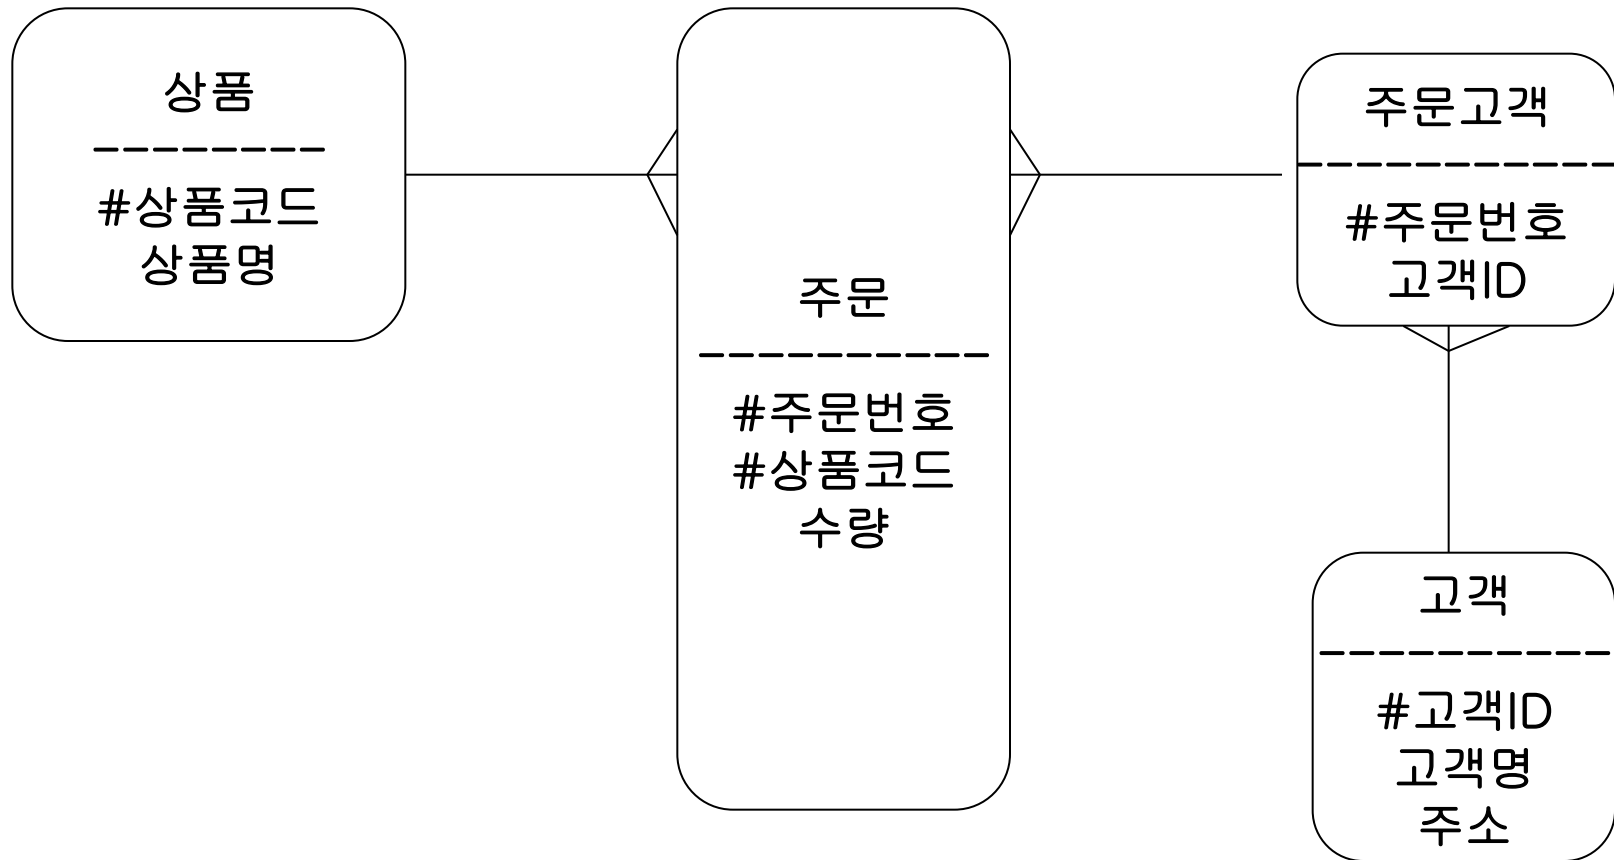 상품
--------
#상품코드
상품명
주문
----------
#주문번호
#상품코드
수량
주문고객
-----------
#주문번호
고객ID
고객
----------
#고객ID
고객명
주소